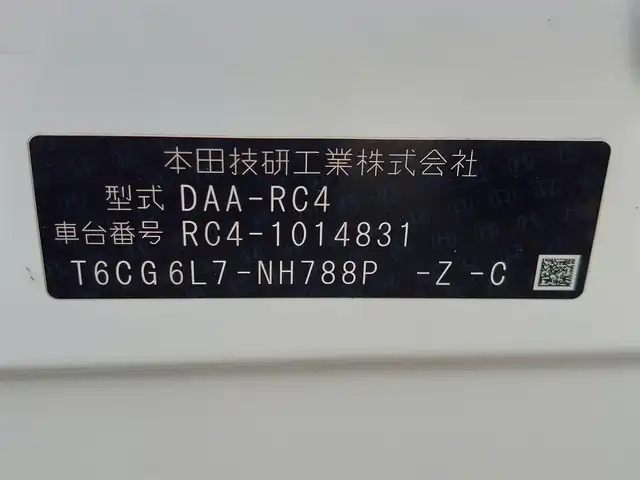 本田技研工業株式会社
型式 DAA-RC4
車台番号 RC4-1014831
T6CG6L7-NH788P -Z-C